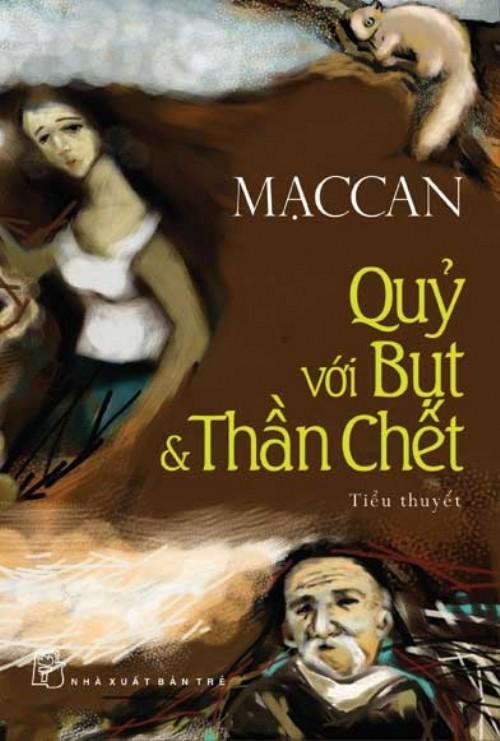 MẠCCAN
Quỷ
với Bụt
& Thần Chết
Tiểu thuyết
NHÀ XUẤT BẢN TRẺ